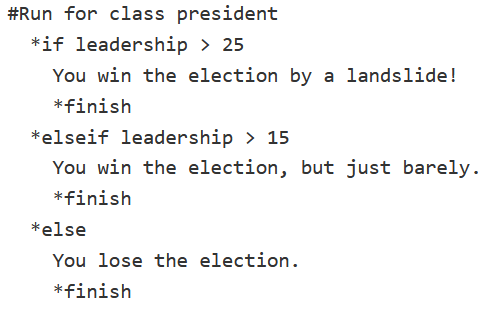 #Run for class president
  *if leadership > 25
    You win the election by a landslide!
    *finish
  *elseif leadership > 15
    You win the election, but just barely.
    *finish
  *else
    You lose the election.
    *finish